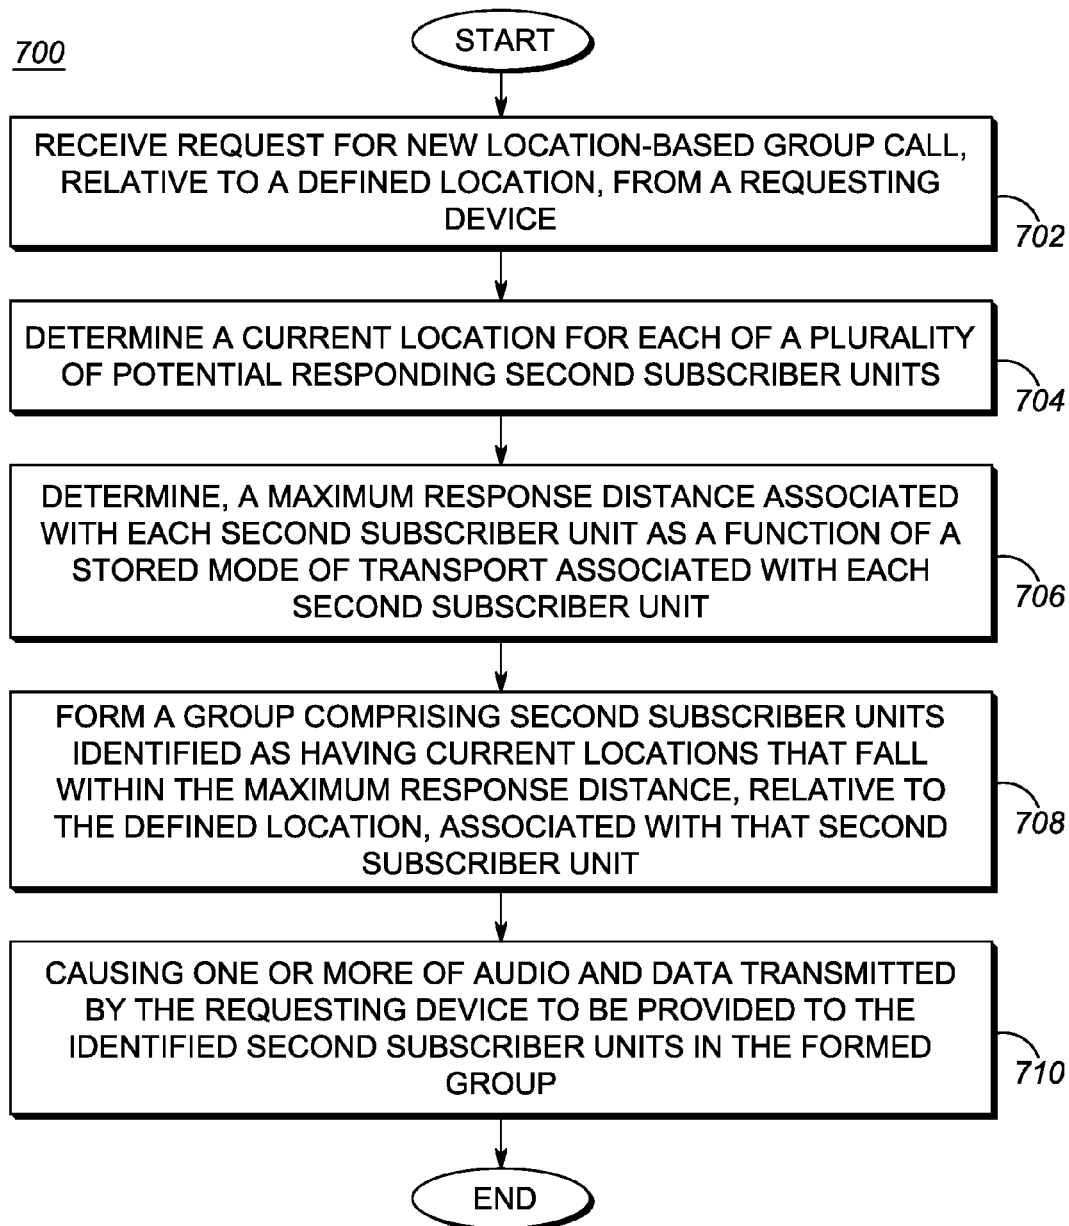 700
START
RECEIVE REQUEST FOR NEW LOCATION-BASED GROUP CALL,
RELATIVE TO A DEFINED LOCATION, FROM A REQUESTING
DEVICE
702
DETERMINE A CURRENT LOCATION FOR EACH OF A PLURALITY
OF POTENTIAL RESPONDING SECOND SUBSCRIBER UNITS
704
DETERMINE, A MAXIMUM RESPONSE DISTANCE ASSOCIATED
WITH EACH SECOND SUBSCRIBER UNIT AS A FUNCTION OF A
STORED MODE OF TRANSPORT ASSOCIATED WITH EACH
SECOND SUBSCRIBER UNIT
706
FORM A GROUP COMPRISING SECOND SUBSCRIBER UNITS
IDENTIFIED AS HAVING CURRENT LOCATIONS THAT FALL
WITHIN THE MAXIMUM RESPONSE DISTANCE, RELATIVE TO
THE DEFINED LOCATION, ASSOCIATED WITH THAT SECOND
SUBSCRIBER UNIT
708
CAUSING ONE OR MORE OF AUDIO AND DATA TRANSMITTED
BY THE REQUESTING DEVICE TO BE PROVIDED TO THE
IDENTIFIED SECOND SUBSCRIBER UNITS IN THE FORMED
GROUP
710
END